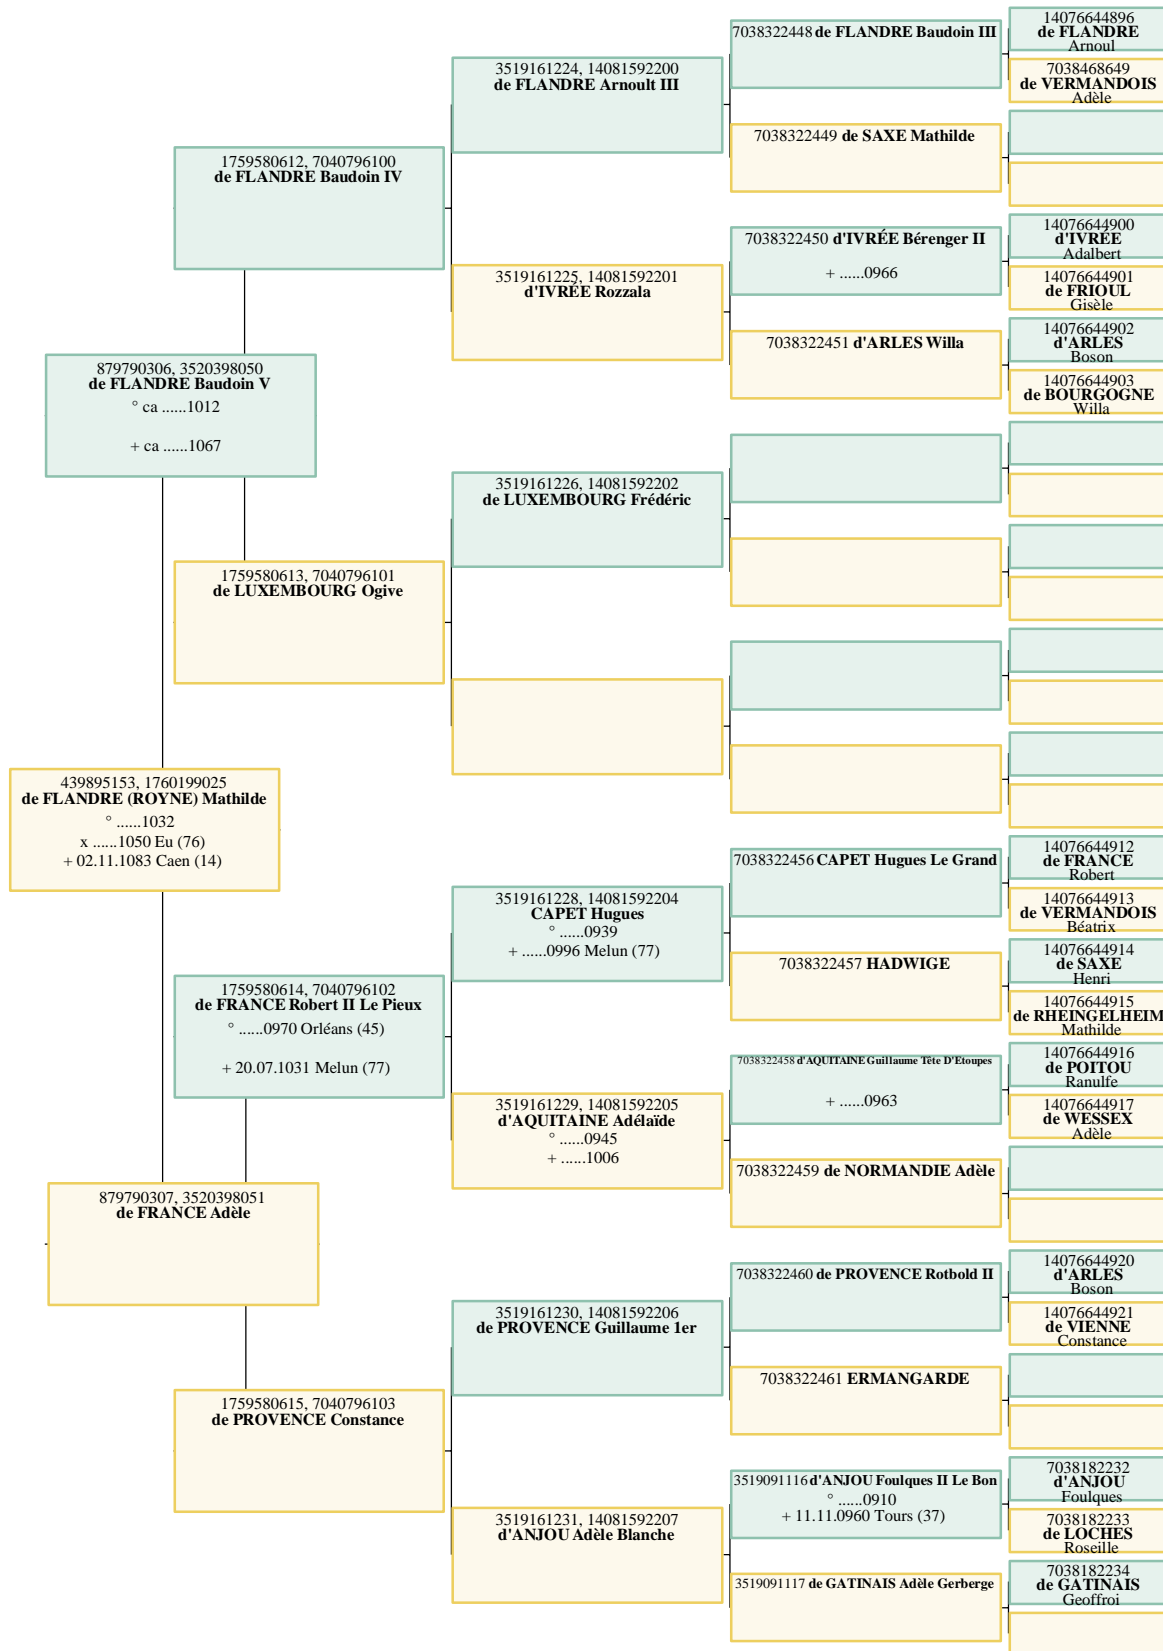 439895153, 1760199025
de FLANDRE (ROYNE) Mathilde
° ......1032
x ......1050 Eu (76)
+ 02.11.1083 Caen (14)
879790306, 3520398050
de FLANDRE Baudoin V
° ca ......1012
+ ca ......1067
879790307, 3520398051
de FRANCE Adèle
1759580612, 7040796100
de FLANDRE Baudoin IV
1759580613, 7040796101
de LUXEMBOURG Ogive
1759580614, 7040796102
de FRANCE Robert II Le Pieux
° ......0970 Orléans (45)
+ 20.07.1031 Melun (77)
1759580615, 7040796103
de PROVENCE Constance
3519161224, 14081592200
de FLANDRE Arnoult III
3519161225, 14081592201
d'IVRÉE Rozzala
3519161226, 14081592202
de LUXEMBOURG Frédéric
3519161228, 14081592204
CAPET Hugues
° ......0939
+ ......0996 Melun (77)
3519161229, 14081592205
d'AQUITAINE Adélaïde
° ......0945
+ ......1006
3519161230, 14081592206
de PROVENCE Guillaume 1er
3519161231, 14081592207
d'ANJOU Adèle Blanche
7038322448 de FLANDRE Baudoin III
7038322449 de SAXE Mathilde
7038322450 d'IVRÉE Bérenger II
+ ......0966
7038322451 d'ARLES Willa
7038322456 CAPET Hugues Le Grand
7038322457 HADWIGE
7038322458 d'AQUITAINE Guillaume Tête D'Etoupes
+ ......0963
7038322459 de NORMANDIE Adèle
7038322460 de PROVENCE Rotbold II
7038322461 ERMANGARDE
3519091116 d'ANJOU Foulques II Le Bon
° ......0910
+ 11.11.0960 Tours (37)
3519091117 de GATINAIS Adèle Gerberge
14076644896
de FLANDRE
Arnoul
7038468649
de VERMANDOIS
Adèle
14076644900
d'IVRÉE
Adalbert
14076644901
de FRIOUL
Gisèle
14076644902
d'ARLES
Boson
14076644903
de BOURGOGNE
Willa
14076644912
de FRANCE
Robert
14076644913
de VERMANDOIS
Béatrix
14076644914
de SAXE
Henri
14076644915
de RHEINGELHEIM
Mathilde
14076644916
de POITOU
Ranulfe
14076644917
de WESSEX
Adèle
14076644920
d'ARLES
Boson
14076644921
de VIENNE
Constance
7038182232
d'ANJOU
Foulques
7038182233
de LOCHES
Roseille
7038182234
de GATINAIS
Geoffroi